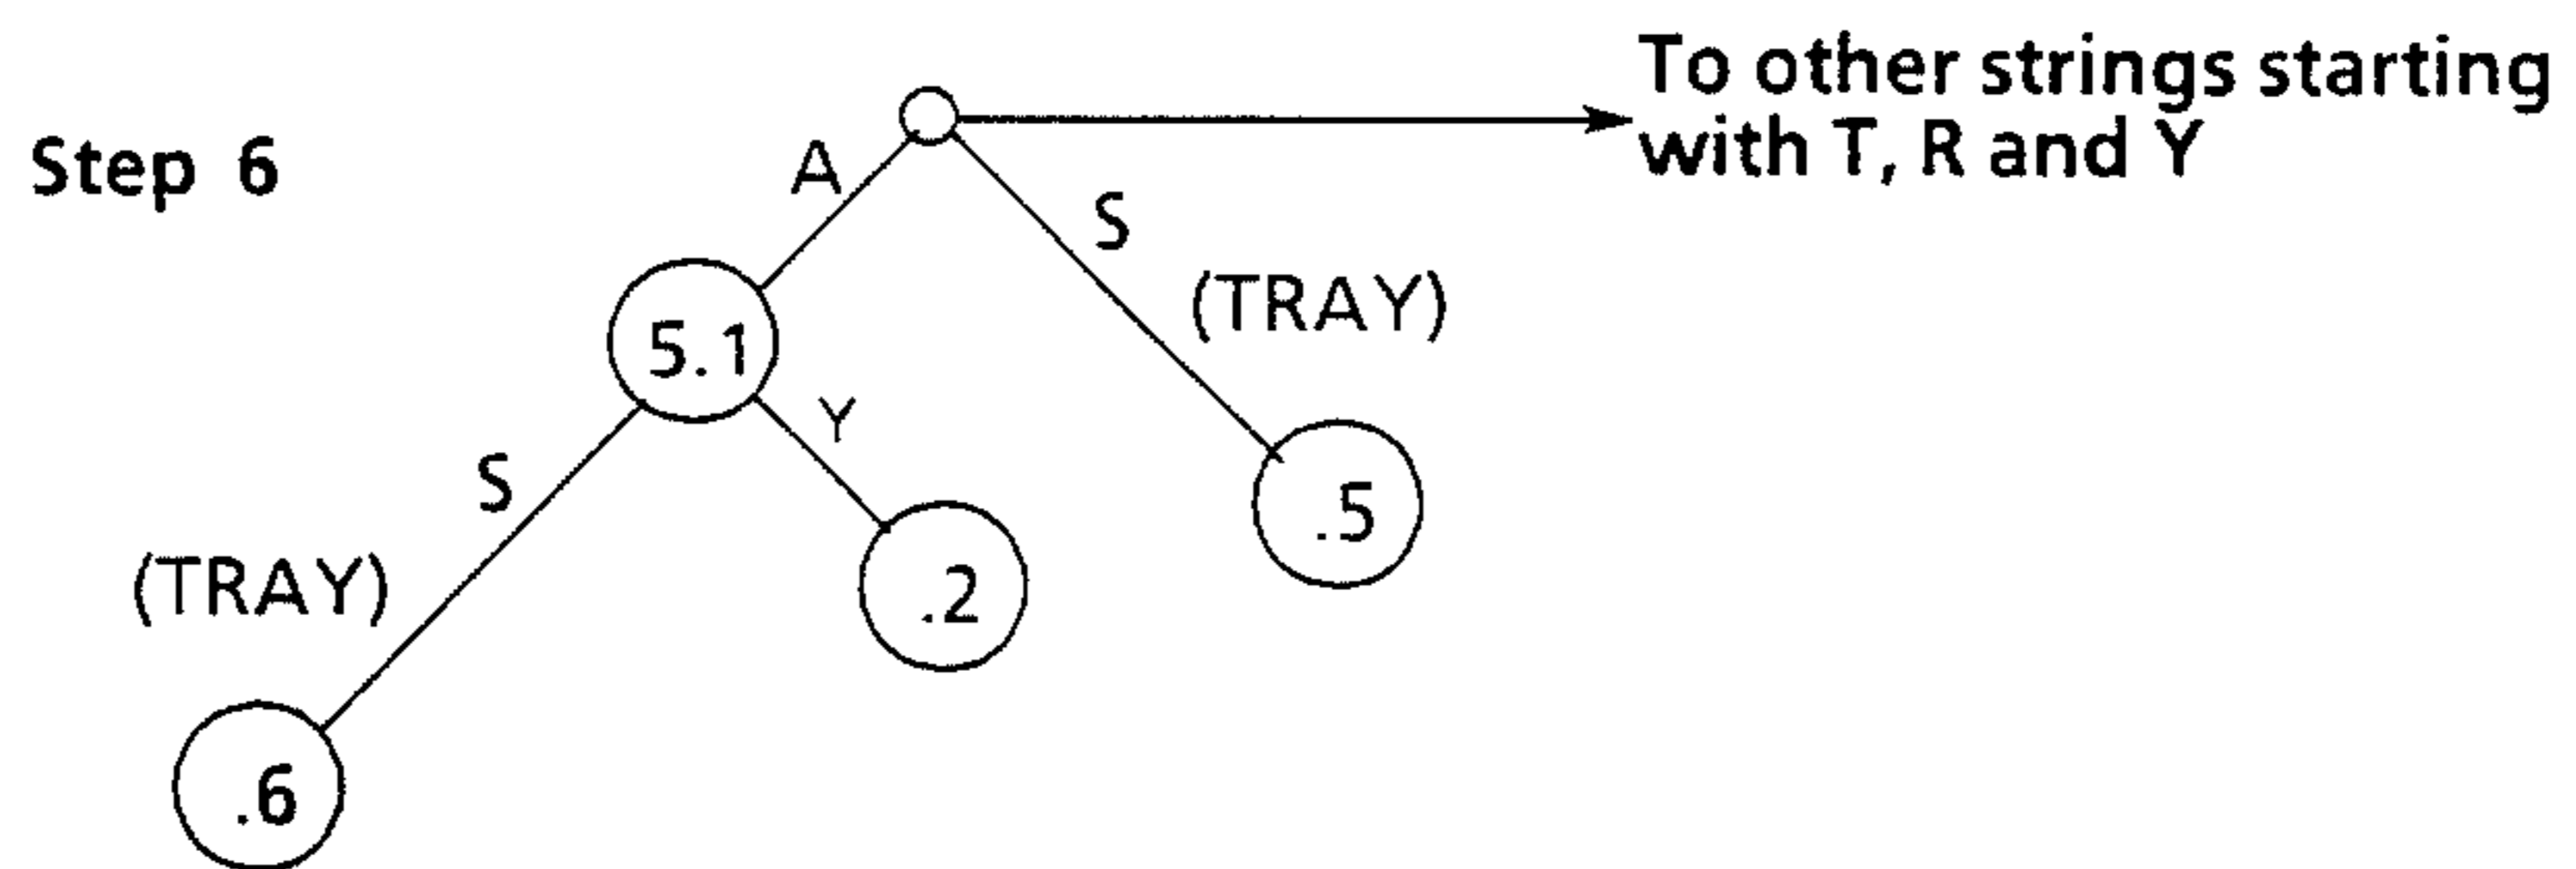 To other strings starting
with T, R and Y
Step 6
A
S
(TRAY)
5.1
Y
S
.5
(TRAY)
.2
.6